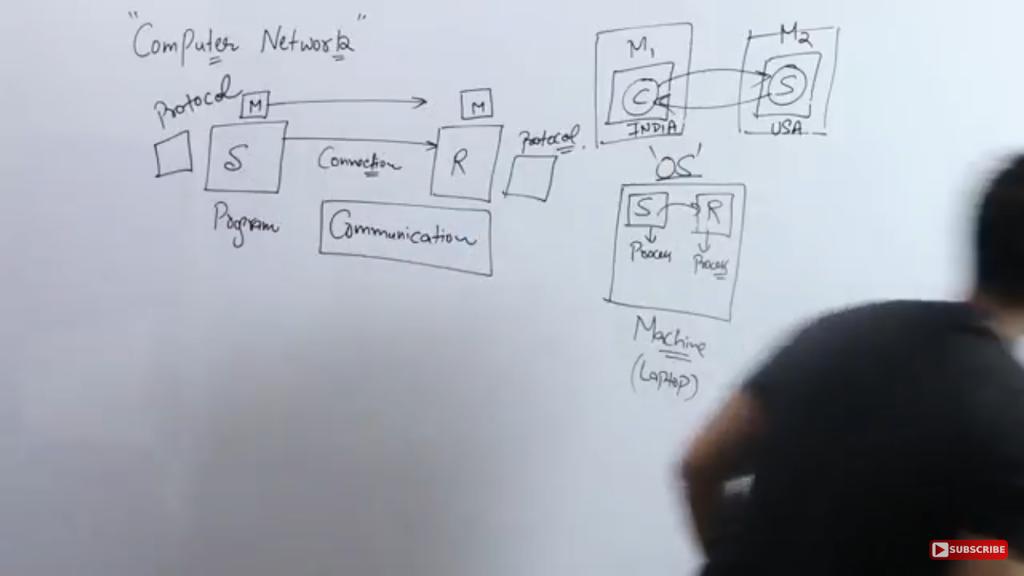 "Computer Network"
Protocol
M
M
S
Connection
R
Protocol.
Program
Communication
M1
M2
C
S
INDIA
USA
'OS'
S
R
Process
Process
Machine
(Laptop)
SUBSCRIBE